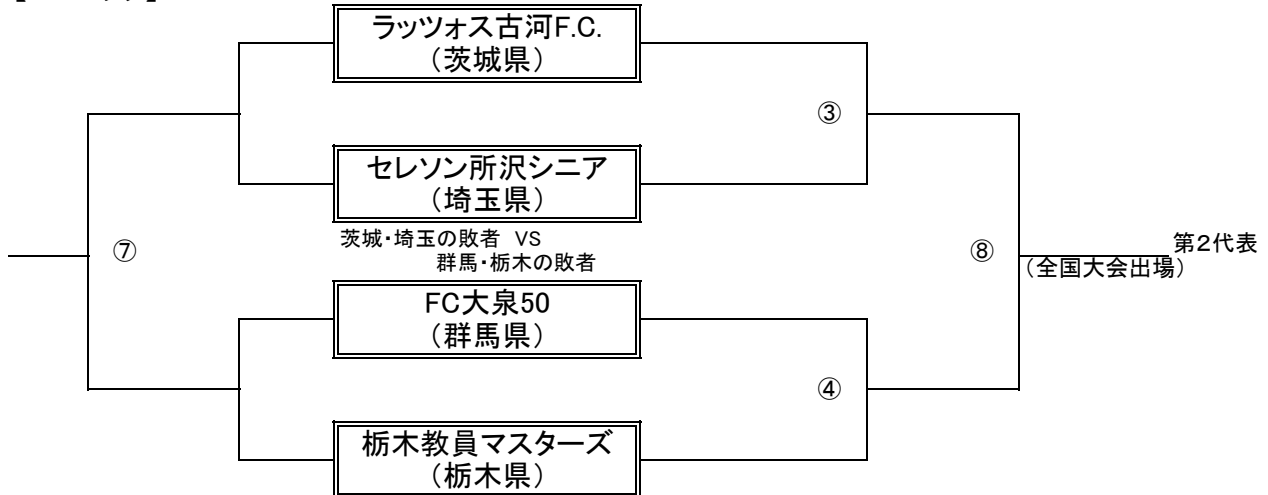 ラッツォス古河F.C.
（茨城県）
③
セレソン所沢シニア
（埼玉県）
茨城・埼玉の敗者 VS
群馬・栃木の敗者
⑦
⑧
第2代表
（全国大会出場）
FC大泉50
（群馬県）
④
栃木教員マスターズ
（栃木県）